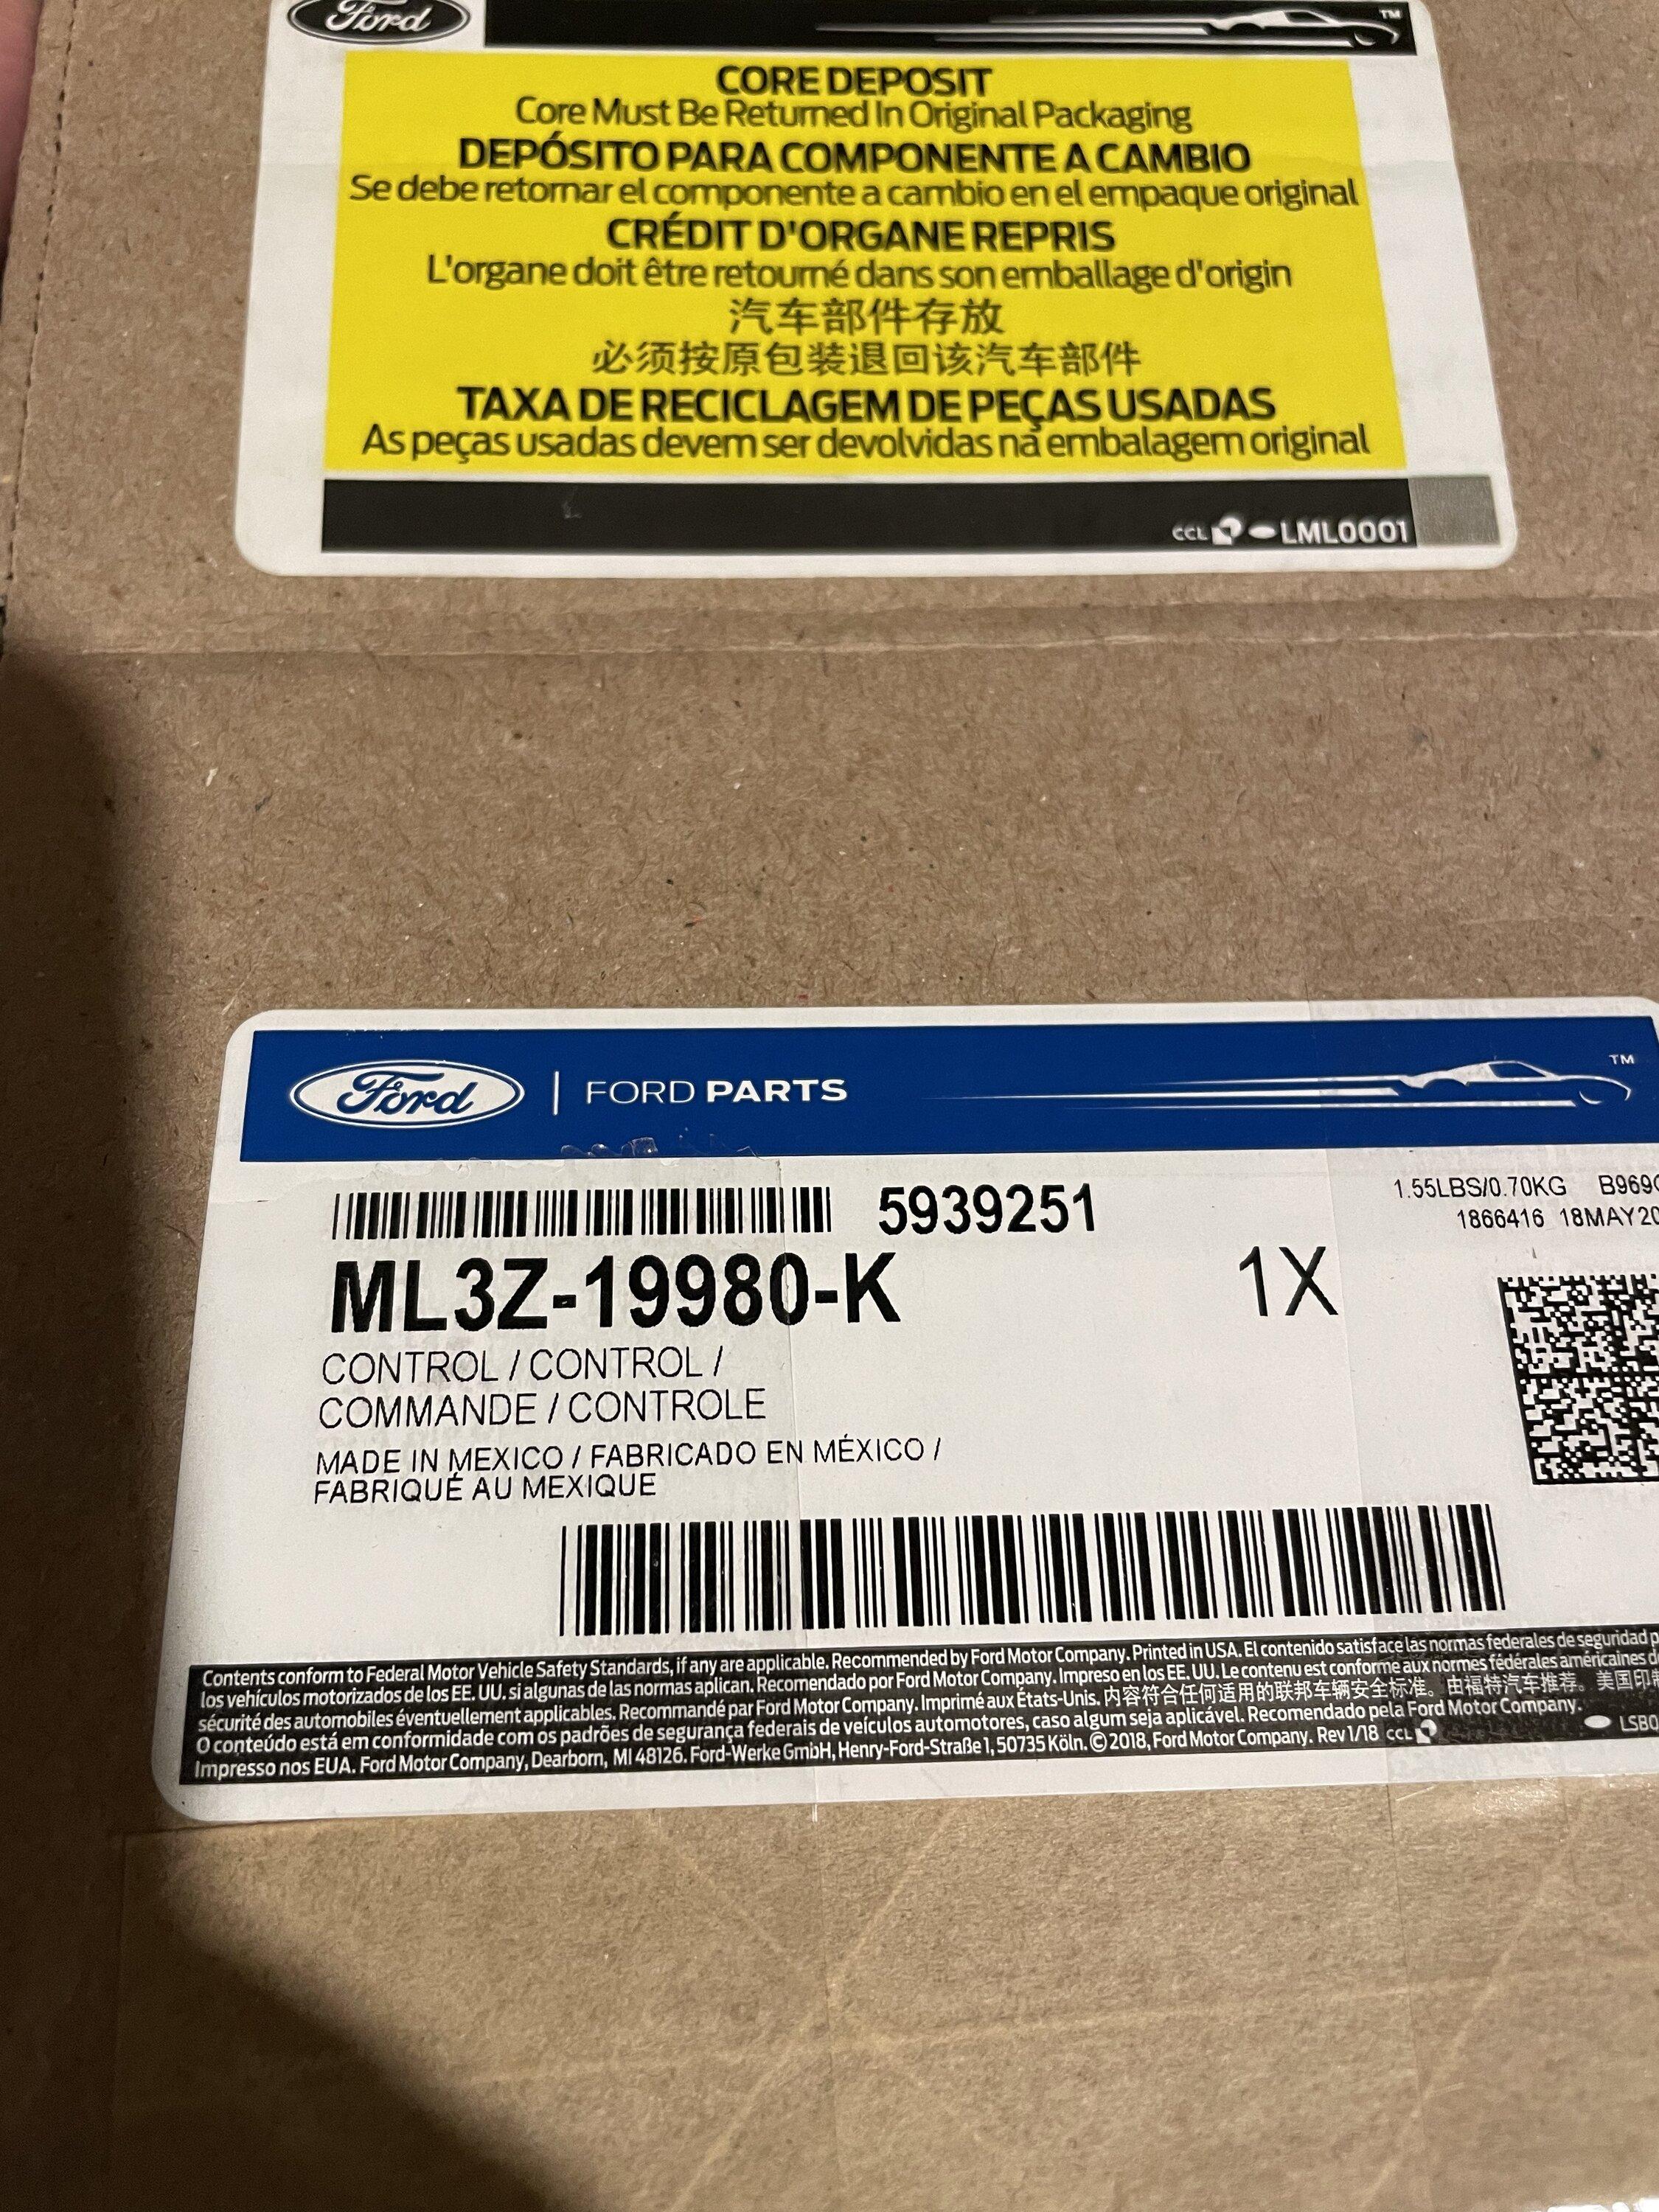 Ford
TM
CORE DEPOSIT
Core Must Be Returned In Original Packaging
DEPÓSITO PARA COMPONENTE A CAMBIO
Se debe retornar el componente a cambio en el empaque original
CRÉDIT D'ORGANE REPRIS
L'organe doit être retourné dans son emballage d'origin
汽车部件存放
必须按原包装退回该汽车部件
TAXA DE RECICLAGEM DE PEÇAS USADAS
As peças usadas devem ser devolvidas na embalagem original
CCL LML0001
Ford | FORD PARTS TM
5939251
1.55LBS/0.70KG B969
1866416 18MAY20
ML3Z-19980-K 1X
CONTROL / CONTROL /
COMMANDE / CONTROLE
MADE IN MEXICO / FABRICADO EN MÉXICO /
FABRIQUÉ AU MEXIQUE
Contents conform to Federal Motor Vehicle Safety Standards, if any are applicable. Recommended by Ford Motor Company. Printed in USA. El contenido satisface las normas federales de seguridad p
los vehículos motorizados de los EE. UU. si algunas de las normas aplican. Recomendado por Ford Motor Company. Impreso en los EE. UU. Le contenu est conforme aux normes fédérales américaines d
sécurité des automobiles éventuellement applicables. Recommandé par Ford Motor Company. Imprimé aux États-Unis. 内容符合任何适用的联邦车辆安全标准。由福特汽车推荐。美国印
O conteúdo está em conformidade com os padrões de segurança federais de veículos automotores, caso algum seja aplicável. Recomendado pela Ford Motor Company.
Impresso nos EUA. Ford Motor Company, Dearborn, MI 48126. Ford-Werke GmbH, Henry-Ford-Straße 1, 50735 Köln. © 2018, Ford Motor Company. Rev 1/18 CCL LSB0